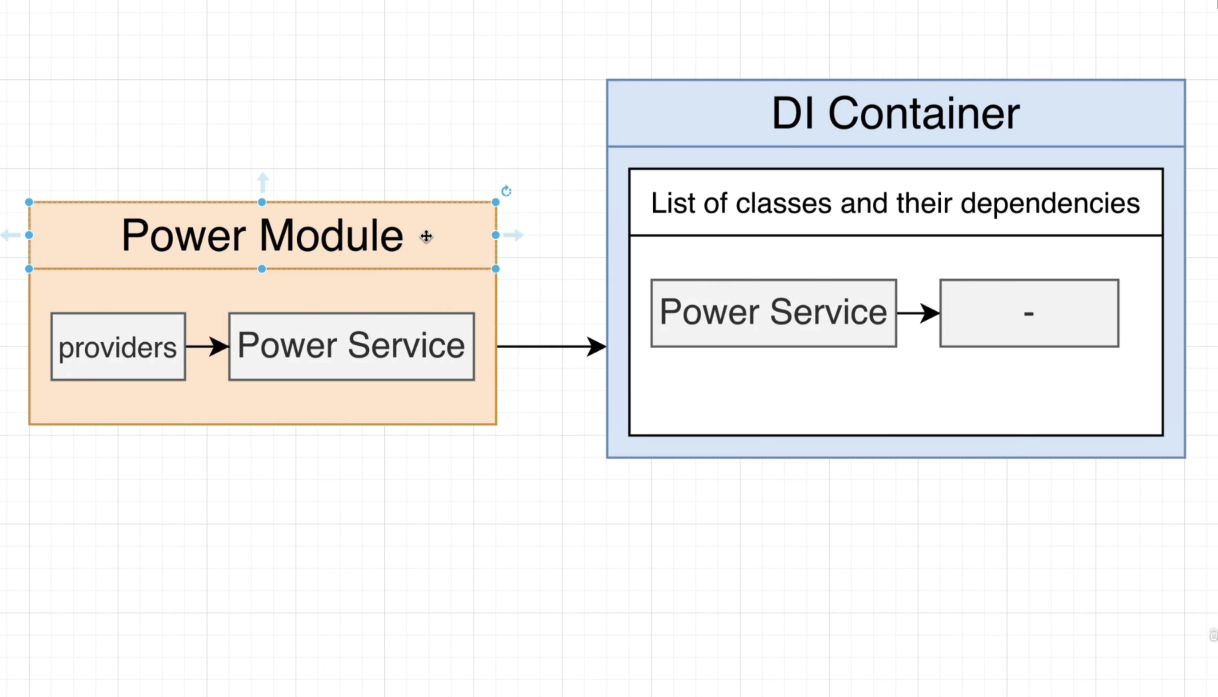 DI Container
List of classes and their dependencies
Power Module
Power Service
-
providers
Power Service